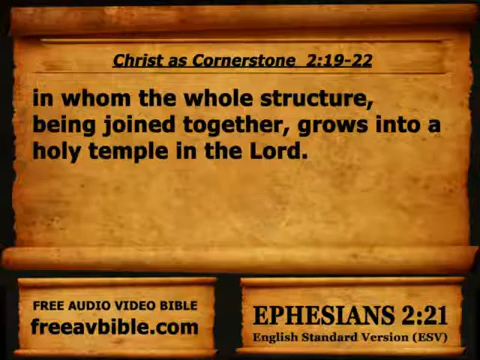 Christ as Cornerstone 2:19-22
in whom the whole structure,
being joined together, grows into a
holy temple in the Lord.
FREE AUDIO VIDEO BIBLE
freeavbible.com
EPHESIANS 2:21
English Standard Version (ESV)